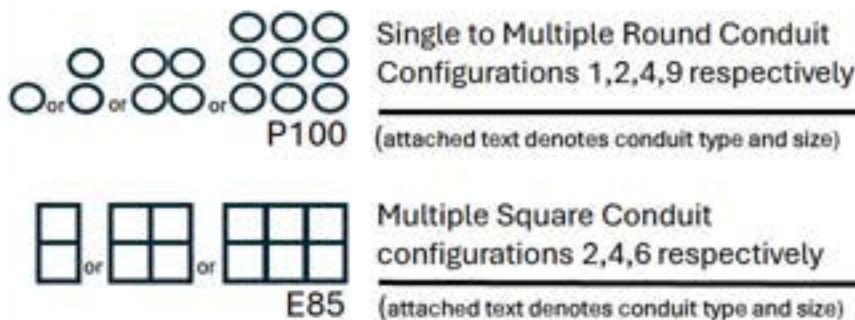 Single to Multiple Round Conduit
Configurations 1,2,4,9 respectively
or or or
P100
(attached text denotes conduit type and size)
Multiple Square Conduit
configurations 2,4,6 respectively
or or
E85
(attached text denotes conduit type and size)